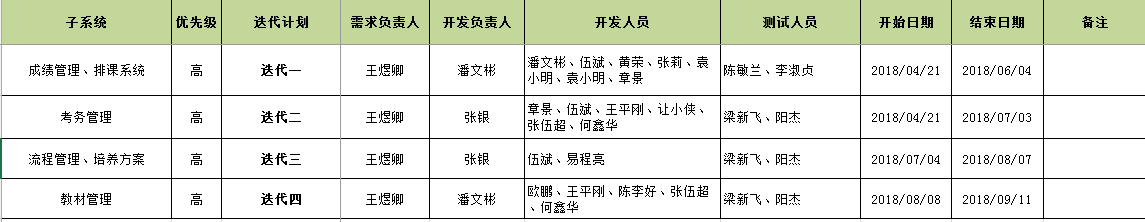 子系统 优先级 迭代计划 需求负责人 开发负责人 开发人员 测试人员 开始日期 结束日期 备注
成绩管理、排课系统 高 迭代一 王煜卿 潘文彬 潘文彬、伍斌、黄荣、张莉、袁 陈敏兰、李淑贞 2018/04/21 2018/06/04
小明、袁小明、章景
考务管理 高 迭代二 王煜卿 张银 章景、伍斌、王平刚、让小侠、 梁新飞、阳杰 2018/04/21 2018/07/03
张伍超、何鑫华
流程管理、培养方案 高 迭代三 王煜卿 张银 伍斌、易程亮 梁新飞、阳杰 2018/07/04 2018/08/07
教材管理 高 迭代四 王煜卿 潘文彬 欧鹏、王平刚、陈李好、张伍超 梁新飞、阳杰 2018/08/08 2018/09/11
、何鑫华